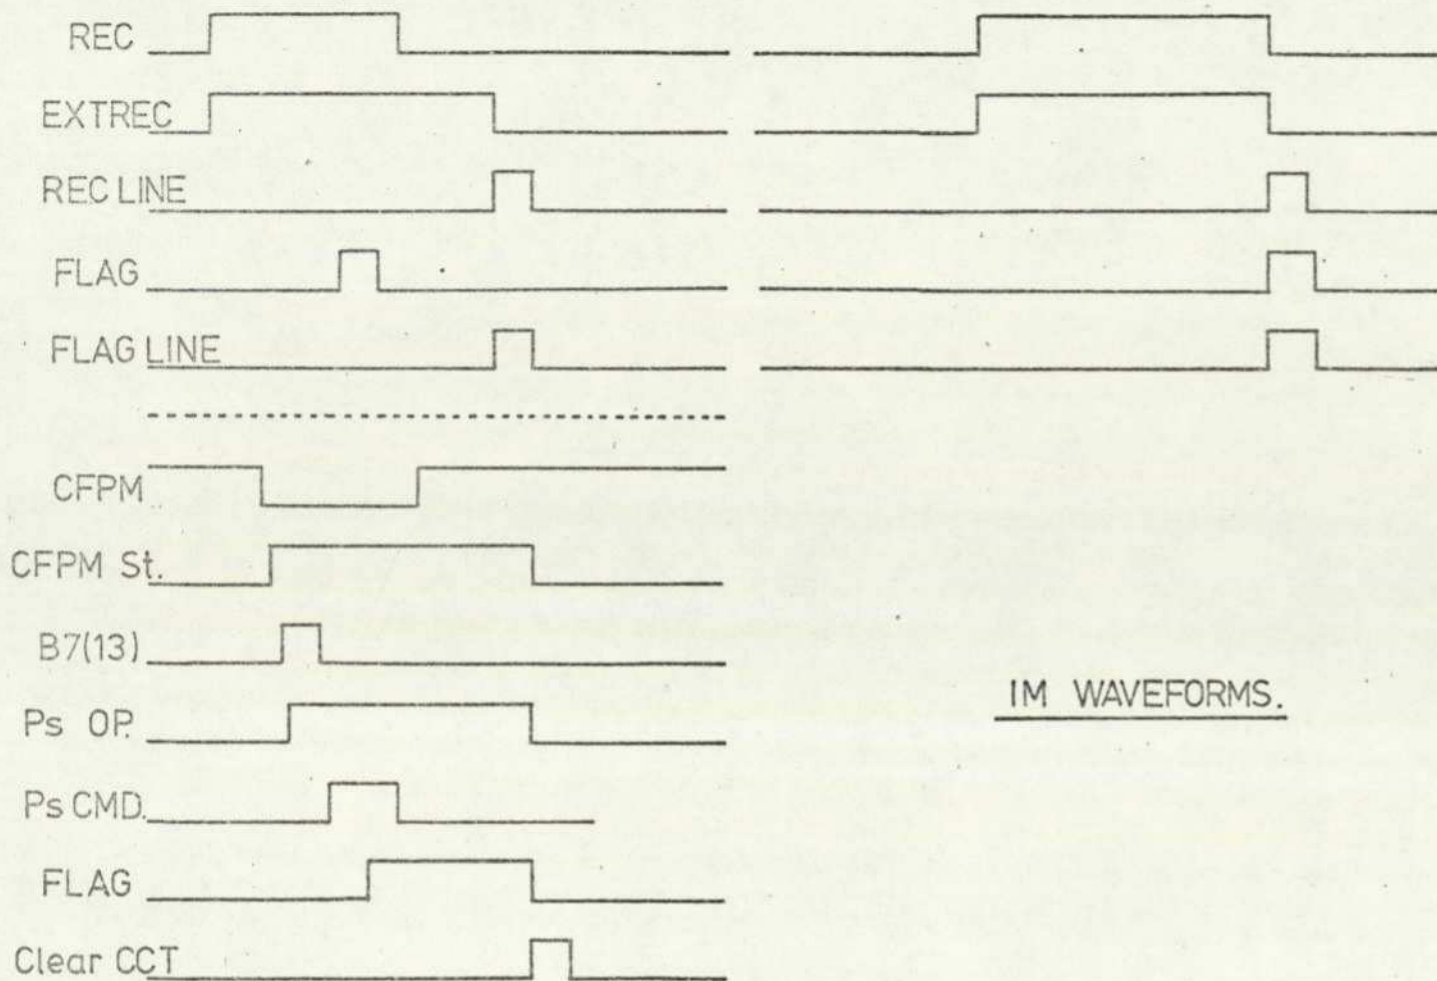 REC
EXTREC
REC LINE
FLAG
FLAG LINE
CFPM
CFPM St.
B7(13)
Ps OP.
IM WAVEFORMS.
Ps CMD.
FLAG
Clear CCT